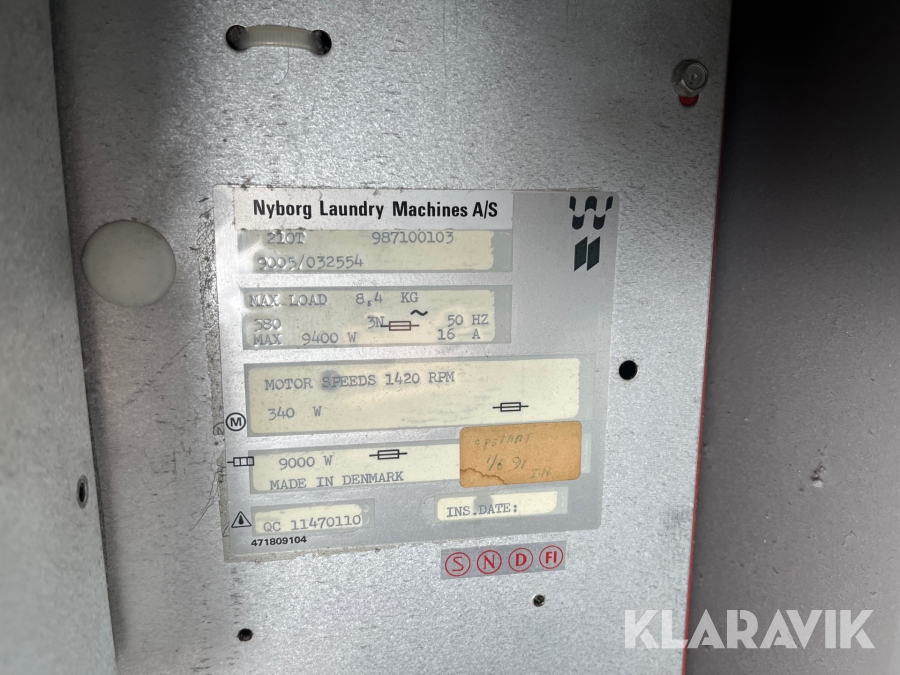 Nyborg Laundry Machines A/S
210T 987100103
9005/032554
MAX LOAD 8,4 KG
380 3N ~ 50 HZ
MAX 9400 W 16 A
MOTOR SPEEDS 1420 RPM
M 340 W
9000 W
MADE IN DENMARK
1/6 91
QC 11470110 INS.DATE:
471809104
S N D FI
KLARAVIK